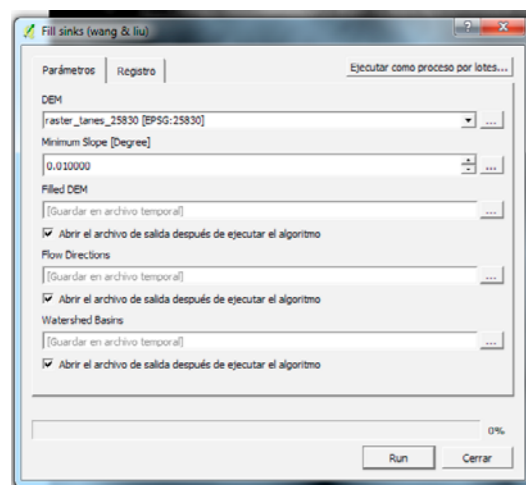 Fill sinks (wang & liu)
Parámetros Registro Ejecutar como proceso por lotes...
DEM
raster_tanes_25830 [EPSG:25830] ...
Minimum Slope [Degree]
0.010000 ...
Filled DEM
[Guardar en archivo temporal] ...
Abrir el archivo de salida después de ejecutar el algoritmo
Flow Directions
[Guardar en archivo temporal] ...
Abrir el archivo de salida después de ejecutar el algoritmo
Watershed Basins
[Guardar en archivo temporal] ...
Abrir el archivo de salida después de ejecutar el algoritmo
0%
Run Cerrar